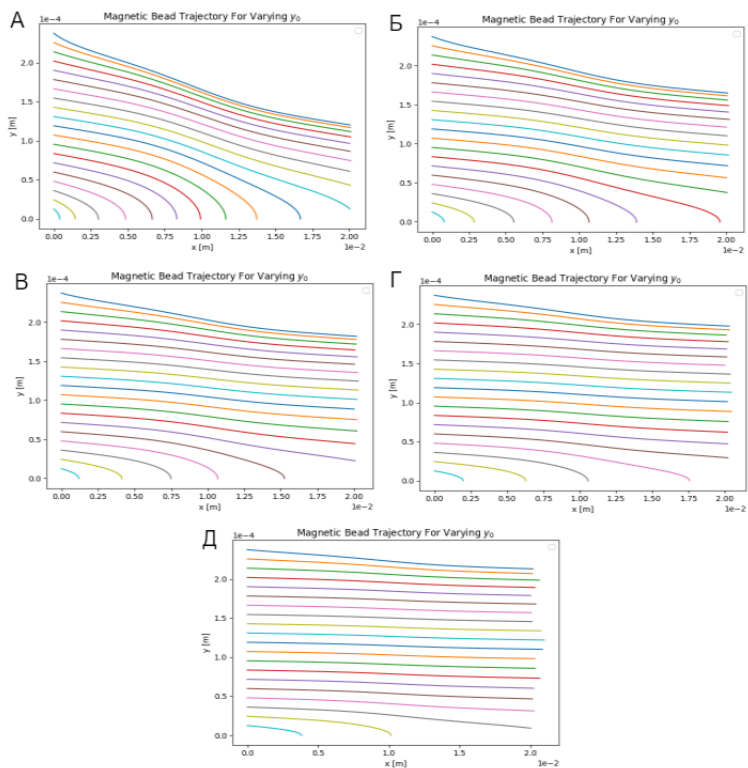 А
Magnetic Bead Trajectory For Varying y₀
1e−4
y [m]
2.0
1.5
1.0
0.5
0.0
0.00 0.25 0.50 0.75 1.00 1.25 1.50 1.75 2.00
x [m]
1e−2
Б
Magnetic Bead Trajectory For Varying y₀
1e−4
y [m]
2.0
1.5
1.0
0.5
0.0
0.00 0.25 0.50 0.75 1.00 1.25 1.50 1.75 2.00
x [m]
1e−2
В
Magnetic Bead Trajectory For Varying y₀
1e−4
y [m]
2.0
1.5
1.0
0.5
0.0
0.00 0.25 0.50 0.75 1.00 1.25 1.50 1.75 2.00
x [m]
1e−2
Г
Magnetic Bead Trajectory For Varying y₀
1e−4
y [m]
2.0
1.5
1.0
0.5
0.0
0.00 0.25 0.50 0.75 1.00 1.25 1.50 1.75 2.00
x [m]
1e−2
Д
Magnetic Bead Trajectory For Varying y₀
1e−4
y [m]
2.0
1.5
1.0
0.5
0.0
0.0 0.5 1.0 1.5 2.0
x [m]
1e−2